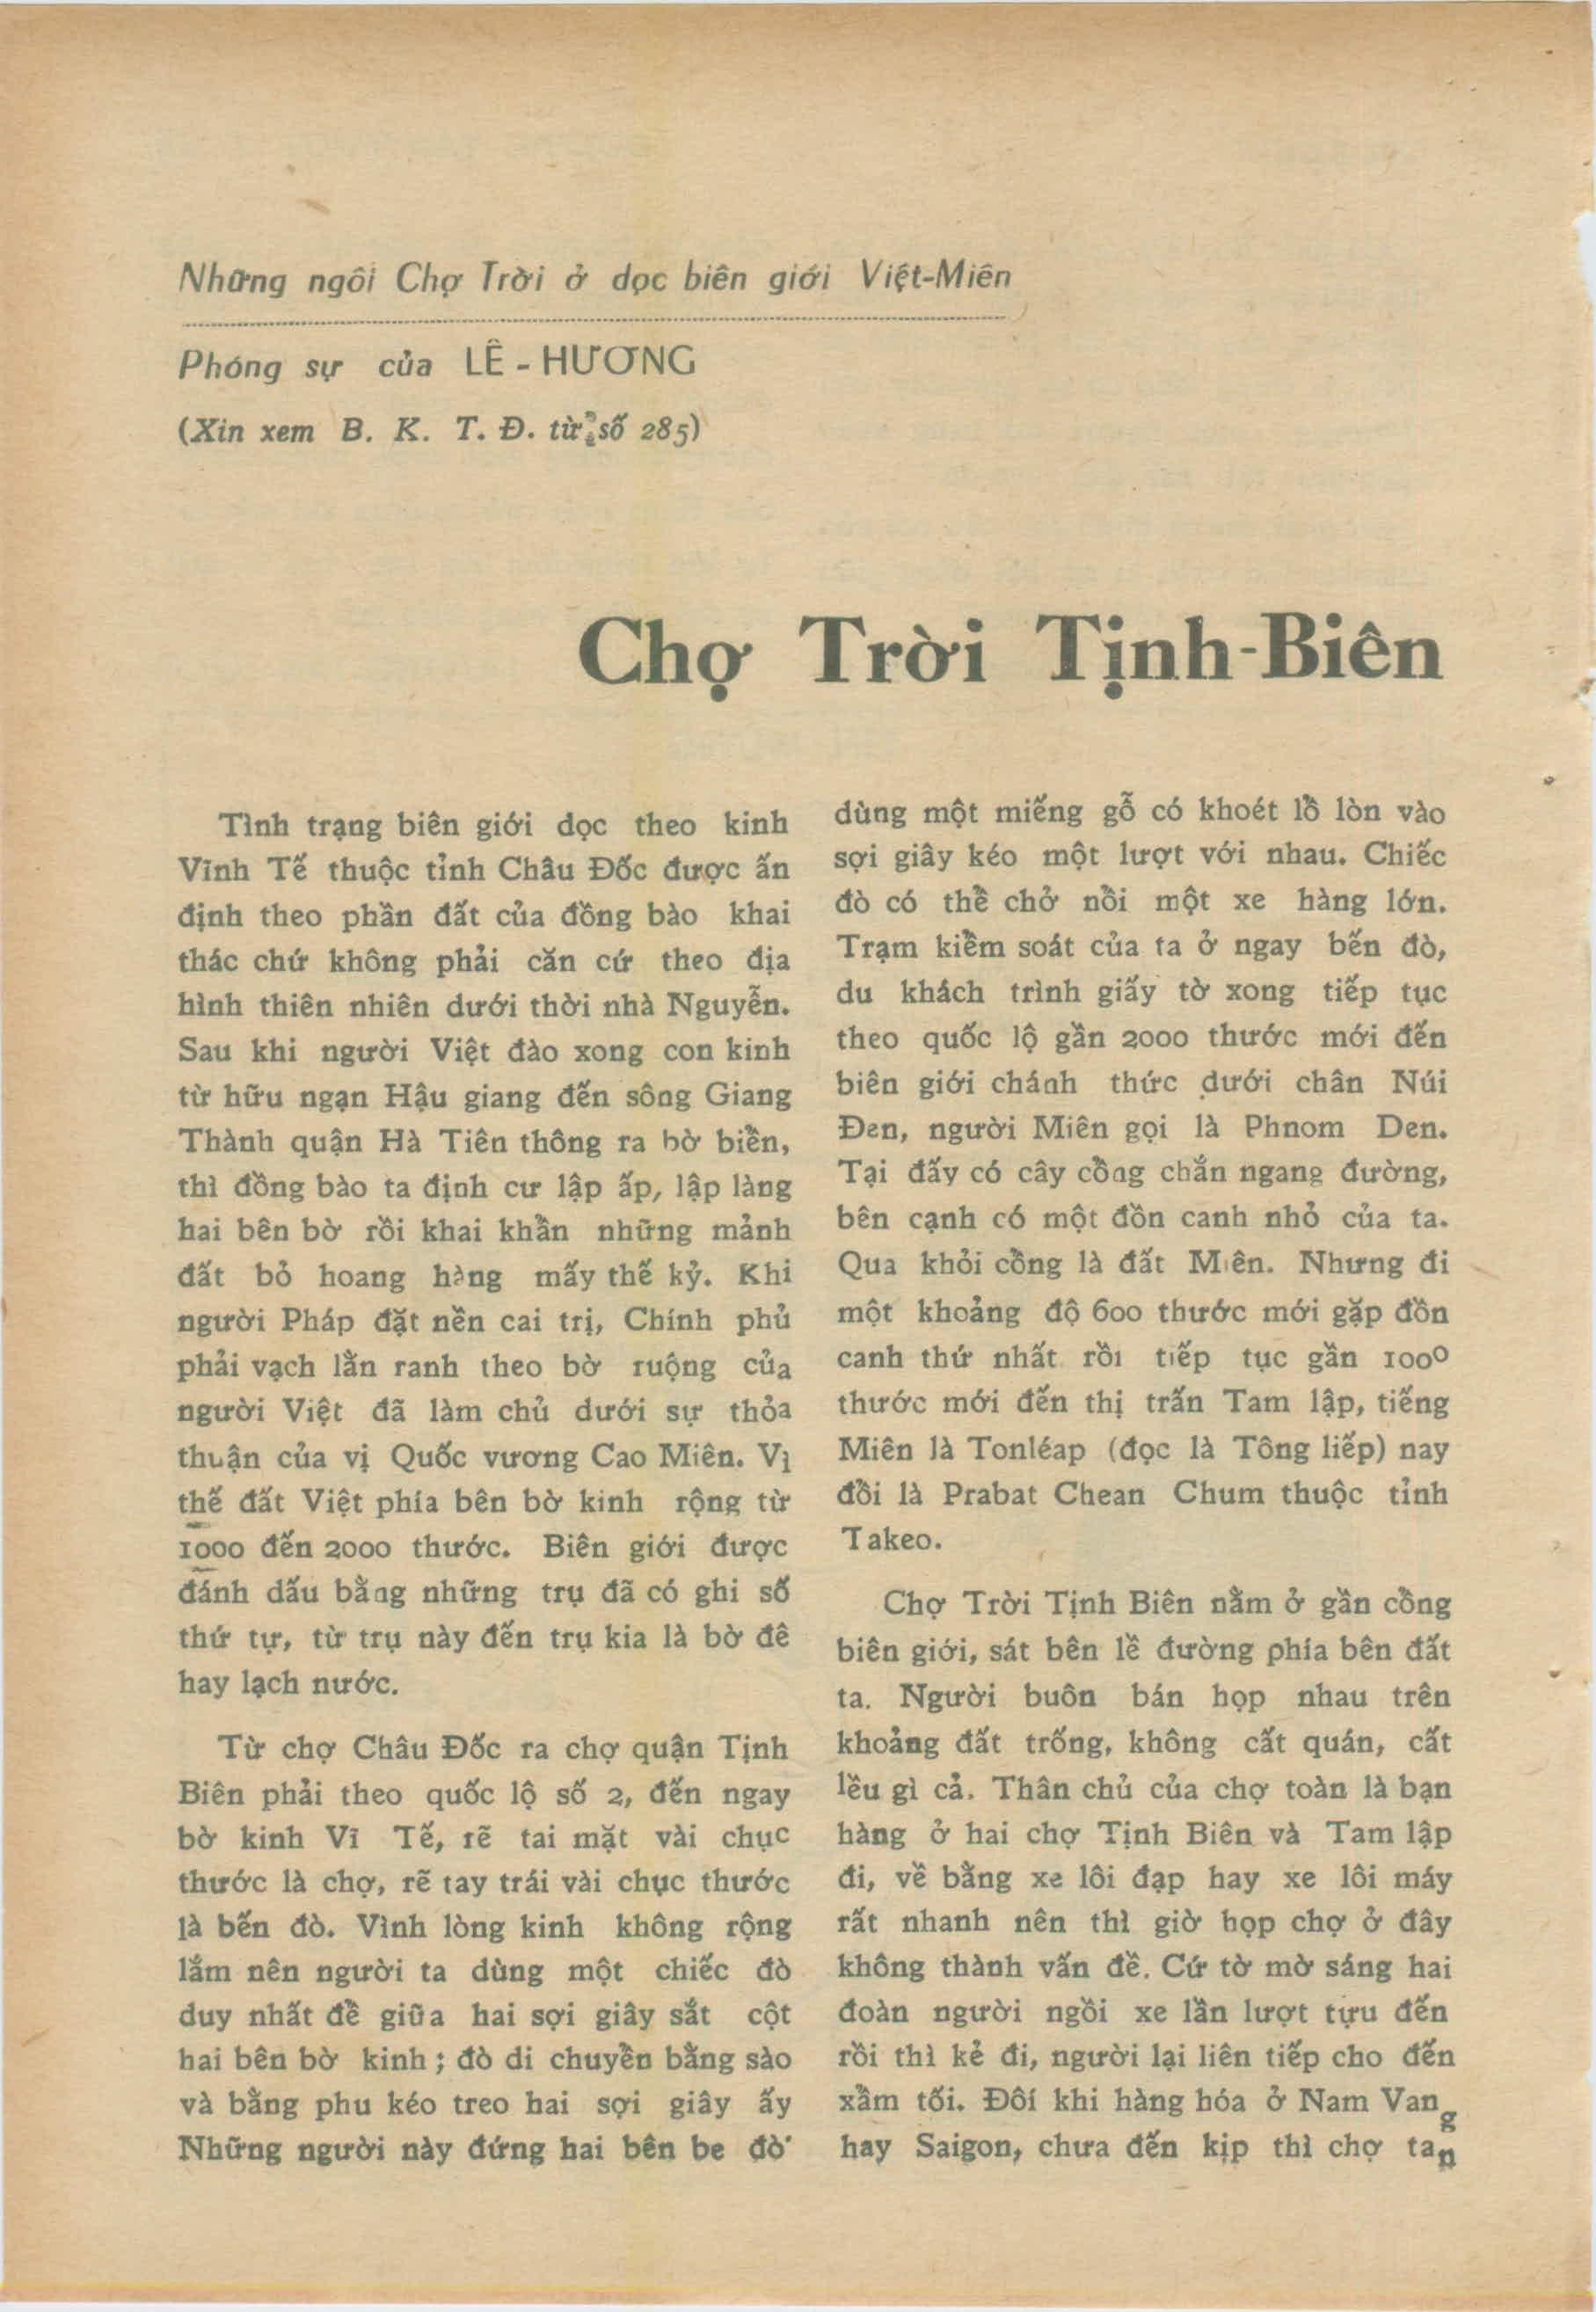 Những ngôi Chợ Trời ở dọc biên giới Việt-Miên
Phóng sự của LÊ - HƯƠNG
(Xin xem B. K. T. Đ. từ số 285)
Chợ Trời Tịnh-Biên
Tình trạng biên giới dọc theo kinh
Vĩnh Tế thuộc tỉnh Châu Đốc được ấn
định theo phần đất của đồng bào khai
thác chứ không phải căn cứ theo địa
hình thiên nhiên dưới thời nhà Nguyễn.
Sau khi người Việt đào xong con kinh
từ hữu ngạn Hậu giang đến sông Giang
Thành quận Hà Tiên thông ra bờ biển,
thì đồng bào ta định cư lập ấp, lập làng
hai bên bờ rồi khai khẩn những mảnh
đất bỏ hoang hàng mấy thế kỷ. Khi
người Pháp đặt nền cai trị, Chính phủ
phải vạch lằn ranh theo bờ ruộng của
người Việt đã làm chủ dưới sự thỏa
thuận của vị Quốc vương Cao Miên. Vị
thế đất Việt phía bên bờ kinh rộng từ
1000 đến 2000 thước. Biên giới được
đánh dấu bằng những trụ đã có ghi số
thứ tự, từ trụ này đến trụ kia là bờ đê
hay lạch nước.
Từ chợ Châu Đốc ra chợ quận Tịnh
Biên phải theo quốc lộ số 2, đến ngay
bờ kinh Vĩ Tế, rẽ tai mặt vài chục
thước là chợ, rẽ tay trái vài chục thước
là bến đò. Vình lòng kinh không rộng
lắm nên người ta dùng một chiếc đò
duy nhất để giữa hai sợi giây sắt cột
hai bên bờ kinh ; đò di chuyển bằng sào
và bằng phu kéo treo hai sợi giây ấy
Những người này đứng hai bên be đò
dùng một miếng gỗ có khoét lỗ lòn vào
sợi giây kéo một lượt với nhau. Chiếc
đò có thể chở nổi một xe hàng lớn.
Trạm kiểm soát của ta ở ngay bến đò,
du khách trình giấy tờ xong tiếp tục
theo quốc lộ gần 2000 thước mới đến
biên giới chánh thức dưới chân Núi
Đen, người Miên gọi là Phnom Den.
Tại đấy có cây cổng chắn ngang đường,
bên cạnh có một đồn canh nhỏ của ta.
Qua khỏi cổng là đất Miên. Nhưng đi
một khoảng độ 600 thước mới gặp đồn
canh thứ nhất rồi tiếp tục gần 1000
thước mới đến thị trấn Tam lập, tiếng
Miên là Tonléap (đọc là Tông liếp) nay
đổi là Prabat Chean Chum thuộc tỉnh
Takeo.
Chợ Trời Tịnh Biên nằm ở gần cổng
biên giới, sát bên lề đường phía bên đất
ta. Người buôn bán họp nhau trên
khoảng đất trống, không cất quán, cất
lều gì cả. Thân chủ của chợ toàn là bạn
hàng ở hai chợ Tịnh Biên và Tam lập
đi, về bằng xe lôi đạp hay xe lôi máy
rất nhanh nên thì giờ họp chợ ở đây
không thành vấn đề. Cứ tờ mờ sáng hai
đoàn người ngồi xe lần lượt tựu đến
rồi thì kẻ đi, người lại liên tiếp cho đến
xầm tối. Đôi khi hàng hóa ở Nam Vang
hay Saigon, chưa đến kịp thì chợ tan